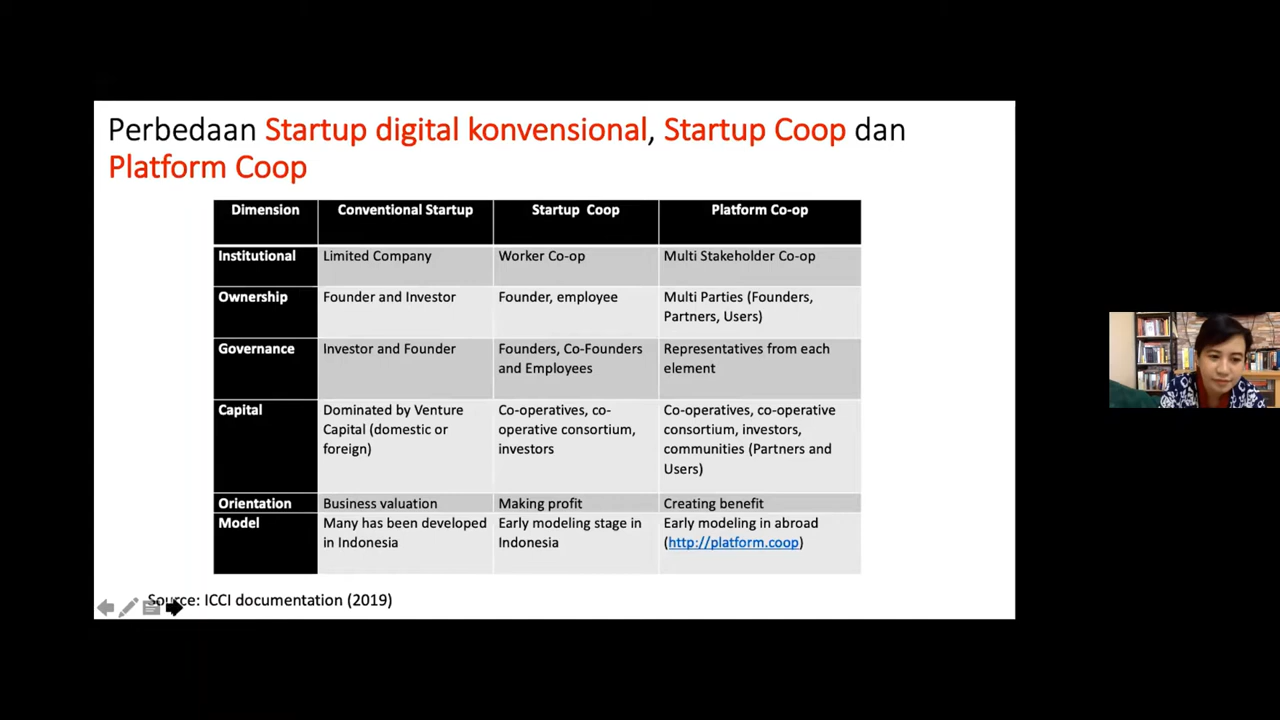 Perbedaan Startup digital konvensional, Startup Coop dan
Platform Coop
Dimension Conventional Startup Startup Coop Platform Co-op
Institutional Limited Company Worker Co-op Multi Stakeholder Co-op
Ownership Founder and Investor Founder, employee Multi Parties (Founders,
Partners, Users)
Governance Investor and Founder Founders, Co-Founders Representatives from each
and Employees element
Capital Dominated by Venture Co-operatives, co- Co-operatives, co-operative
Capital (domestic or operative consortium, consortium, investors,
foreign) investors communities (Partners and
Users)
Orientation Business valuation Making profit Creating benefit
Model Many has been developed Early modeling stage in Early modeling in abroad
in Indonesia Indonesia (http://platform.coop)
Source: ICCI documentation (2019)